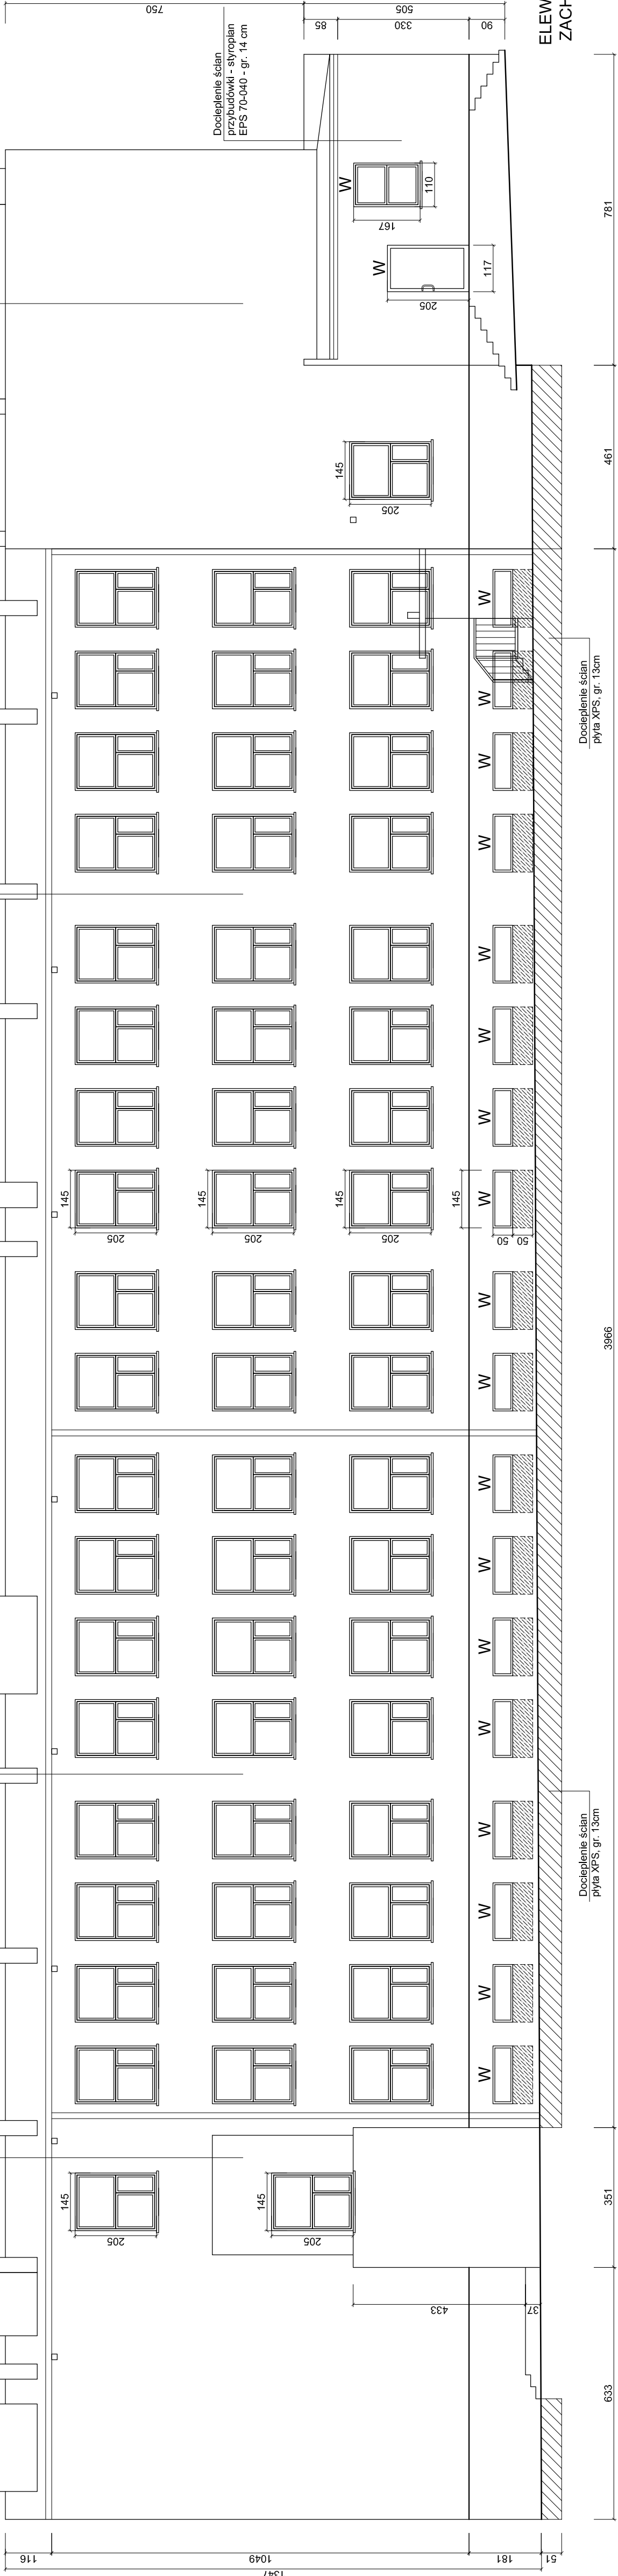 750
85
505
330
90
ELEW
ZACH
Docieplenie ścian
przybudówki - styropian
EPS 70-040 - gr. 14 cm
W
167
110
W
205
117
781
145
205
461
W
W
Docieplenie ścian
płyta XPS, gr. 13cm
W
W
W
W
W
145
205
145
205
145
205
145
W
50
50
W
3966
W
W
W
W
W
W
Docieplenie ścian
płyta XPS, gr. 13cm
W
W
W
145
205
145
205
351
433
37
633
116
1049
181
51
1347